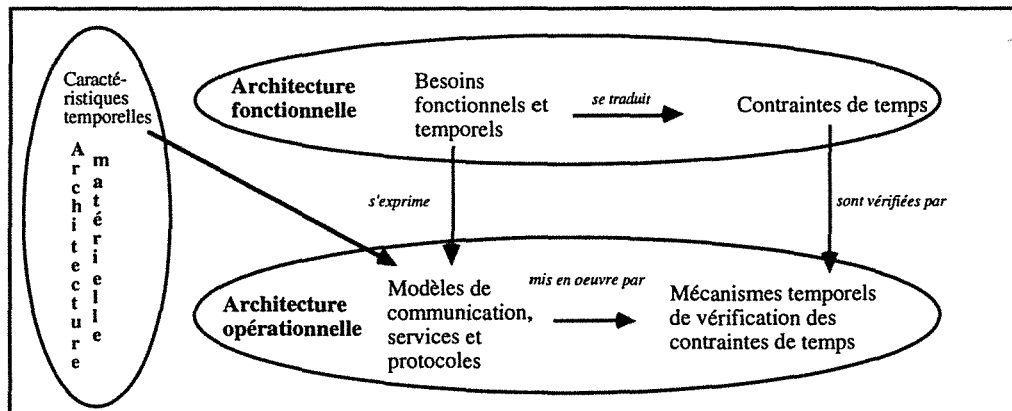 Caracté-
ristiques
temporelles
Architecture
matérielle
Architecture
fonctionnelle
Besoins
fonctionnels et
temporels
se traduit
Contraintes de temps
s'exprime
sont vérifiées par
Architecture
opérationnelle
Modèles de
communication,
services et
protocoles
mis en oeuvre par
Mécanismes temporels
de vérification des
contraintes de temps